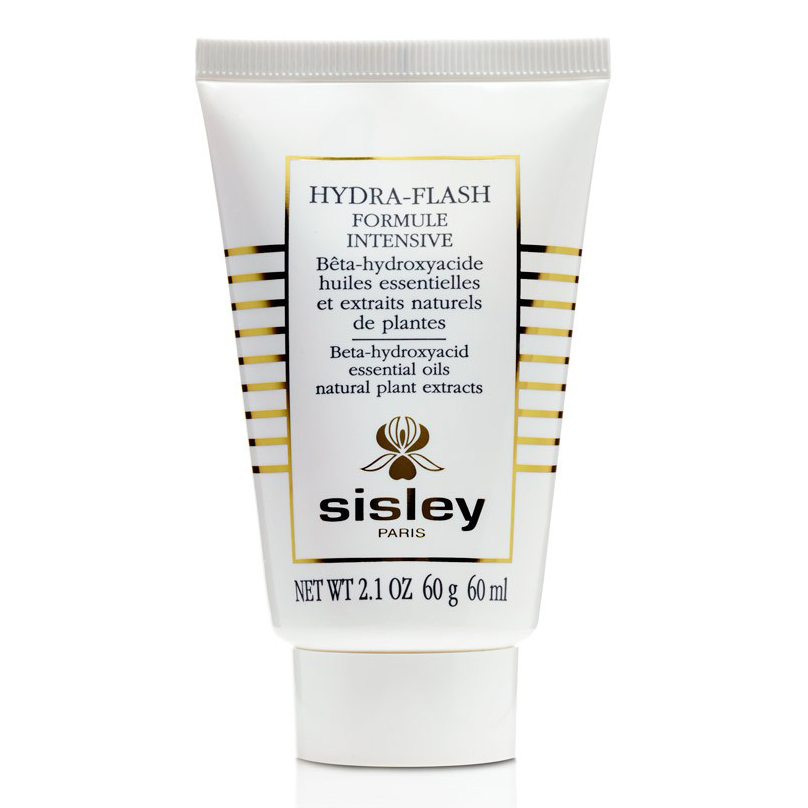 HYDRA-FLASH
FORMULE
INTENSIVE
Bêta-hydroxyacide
huiles essentielles
et extraits naturels
de plantes
Beta-hydroxyacid
essential oils
natural plant extracts
sisley
PARIS
NET WT 2.1 OZ 60 g 60 ml